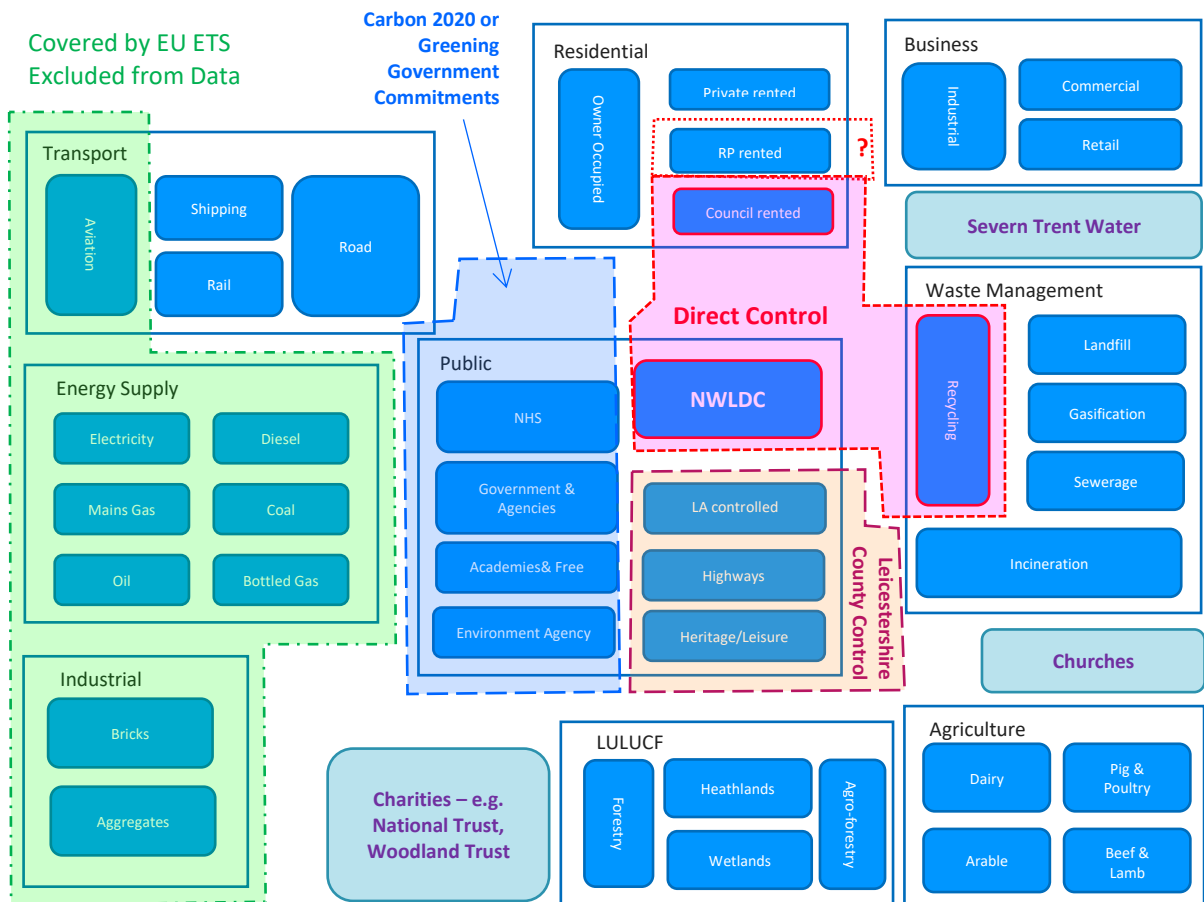 Covered by EU ETS
Excluded from Data
Carbon 2020 or
Greening
Government
Commitments
Transport
Aviation
Shipping
Rail
Road
Energy Supply
Electricity
Diesel
Mains Gas
Coal
Oil
Bottled Gas
Industrial
Bricks
Aggregates
Residential
Owner Occupied
Private rented
RP rented
?
Council rented
Business
Industrial
Commercial
Retail
Severn Trent Water
Direct Control
Public
NHS
NWLDC
Government &
Agencies
Academies& Free
Environment Agency
LA controlled
Highways
Heritage/Leisure
Leicestershire
County Control
Waste Management
Recycling
Landfill
Gasification
Sewerage
Incineration
Churches
Charities – e.g.
National Trust,
Woodland Trust
LULUCF
Forestry
Heathlands
Wetlands
Agro-forestry
Agriculture
Dairy
Pig &
Poultry
Arable
Beef &
Lamb